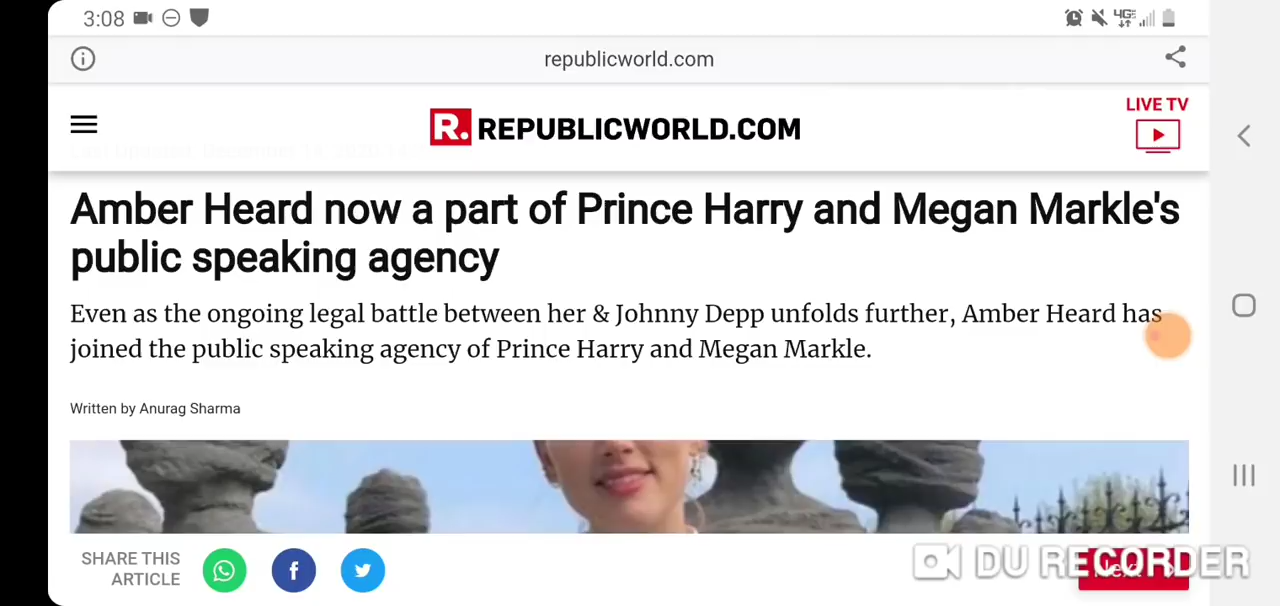 3:08
4G
republicworld.com
LIVE TV
R. REPUBLICWORLD.COM
Amber Heard now a part of Prince Harry and Megan Markle's
public speaking agency
Even as the ongoing legal battle between her & Johnny Depp unfolds further, Amber Heard has
joined the public speaking agency of Prince Harry and Megan Markle.
Written by Anurag Sharma
SHARE THIS
ARTICLE
DU RECORDER